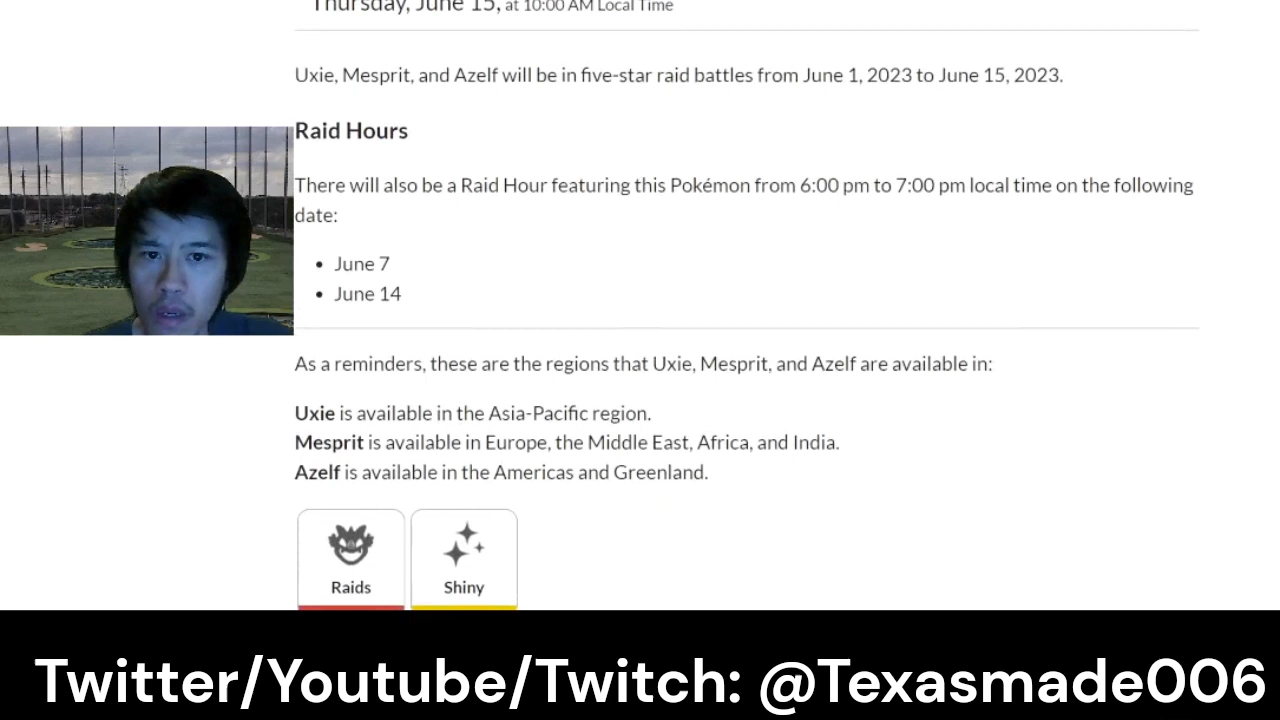 Thursday, June 15, at 10:00 AM Local Time
Uxie, Mesprit, and Azelf will be in five-star raid battles from June 1, 2023 to June 15, 2023.
Raid Hours
There will also be a Raid Hour featuring this Pokémon from 6:00 pm to 7:00 pm local time on the following
date:
• June 7
• June 14
As a reminders, these are the regions that Uxie, Mesprit, and Azelf are available in:
Uxie is available in the Asia-Pacific region.
Mesprit is available in Europe, the Middle East, Africa, and India.
Azelf is available in the Americas and Greenland.
Raids Shiny
Twitter/Youtube/Twitch: @Texasmade006